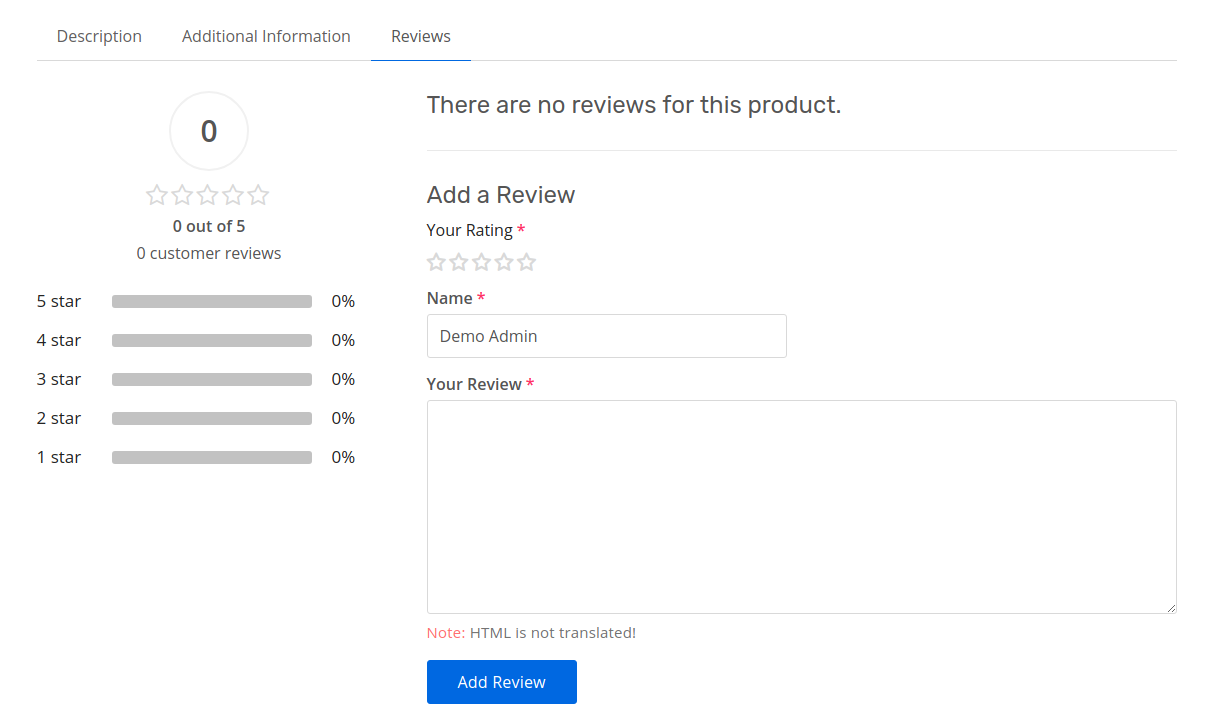 Description Additional Information Reviews
0
0 out of 5
0 customer reviews
5 star 0%
4 star 0%
3 star 0%
2 star 0%
1 star 0%
There are no reviews for this product.
Add a Review
Your Rating *
Name *
Demo Admin
Your Review *
Note: HTML is not translated!
Add Review